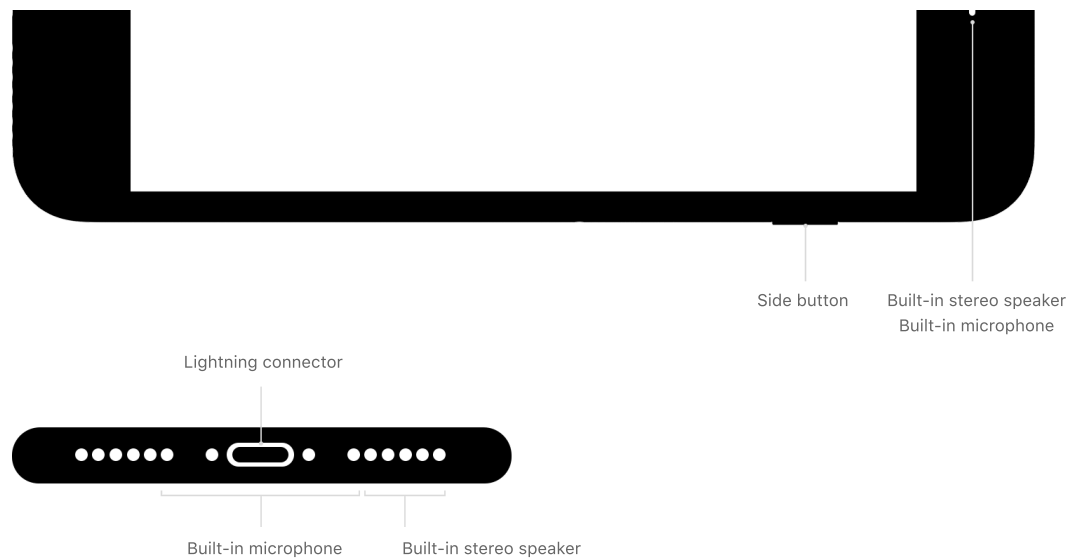 Side button
Built-in stereo speaker
Built-in microphone
Lightning connector
Built-in microphone
Built-in stereo speaker